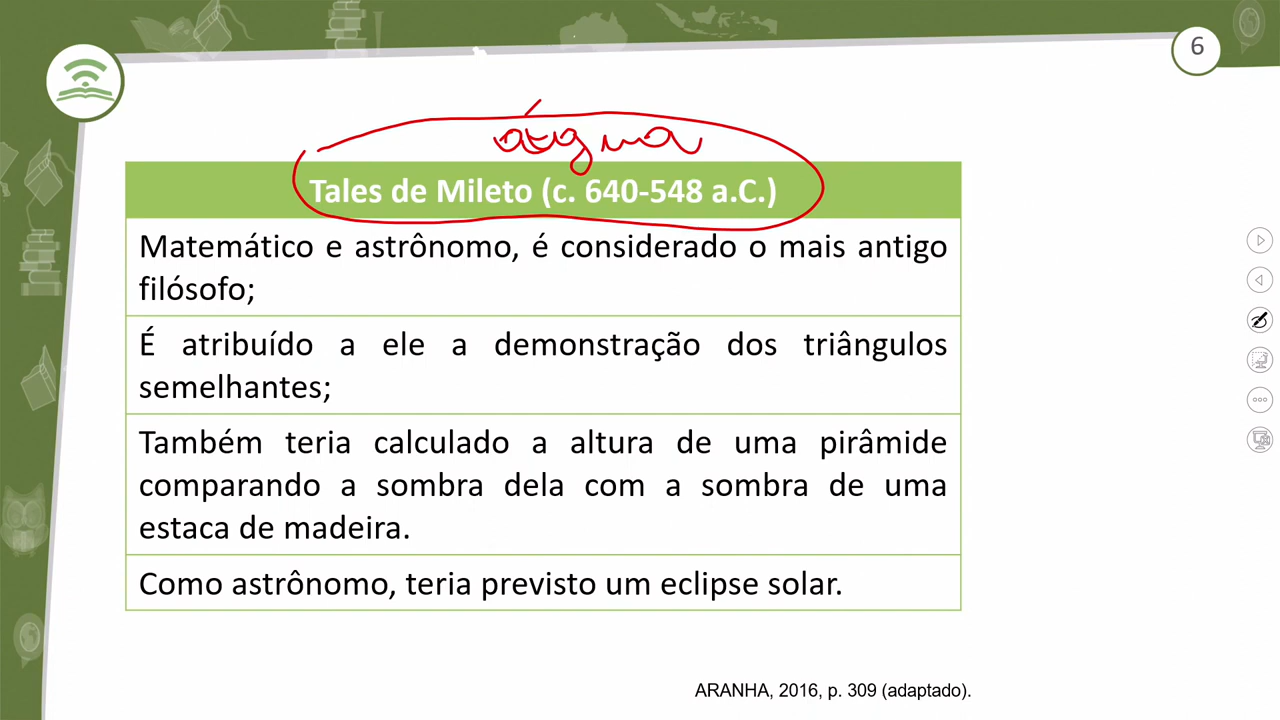 6
Tales de Mileto (c. 640-548 a.C.)
Matemático e astrônomo, é considerado o mais antigo
filósofo;
É atribuído a ele a demonstração dos triângulos
semelhantes;
Também teria calculado a altura de uma pirâmide
comparando a sombra dela com a sombra de uma
estaca de madeira.
Como astrônomo, teria previsto um eclipse solar.
ARANHA, 2016, p. 309 (adaptado).